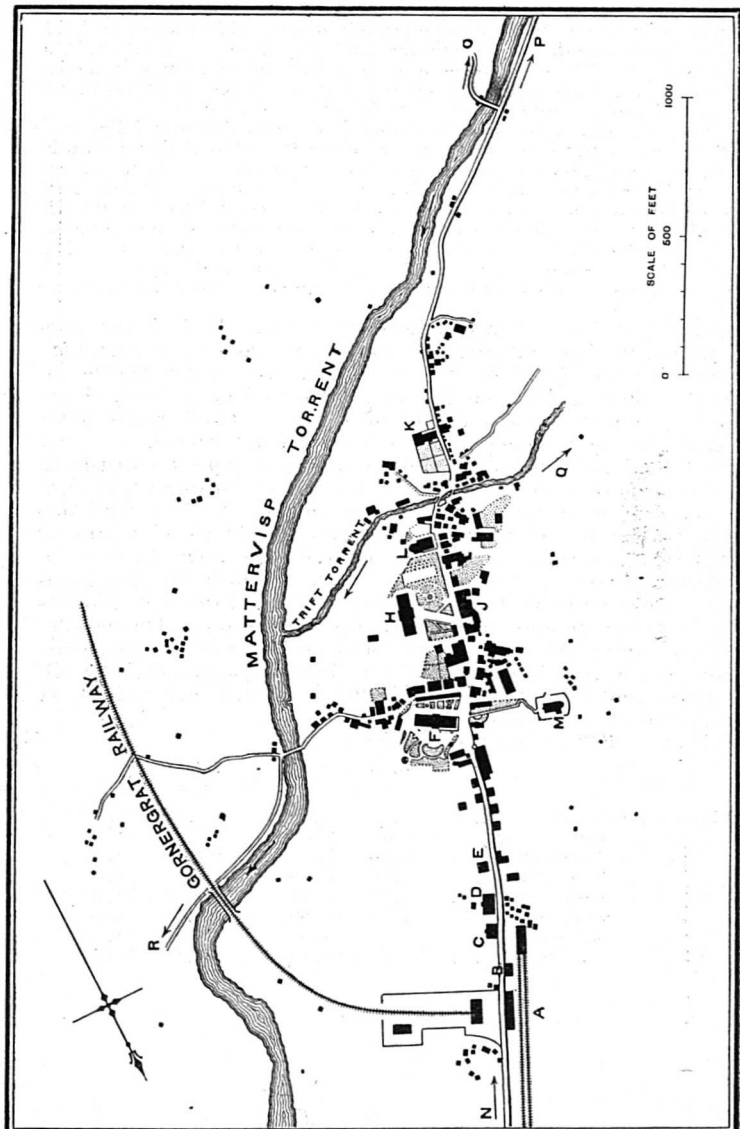 MATTERVISP TORRENT
TRIFT TORRENT
GORNERGRAT RAILWAY
SCALE OF FEET
0 500 1000
A
B
C
D
E
F
H
J
K
L
M
N
O
P
Q
R